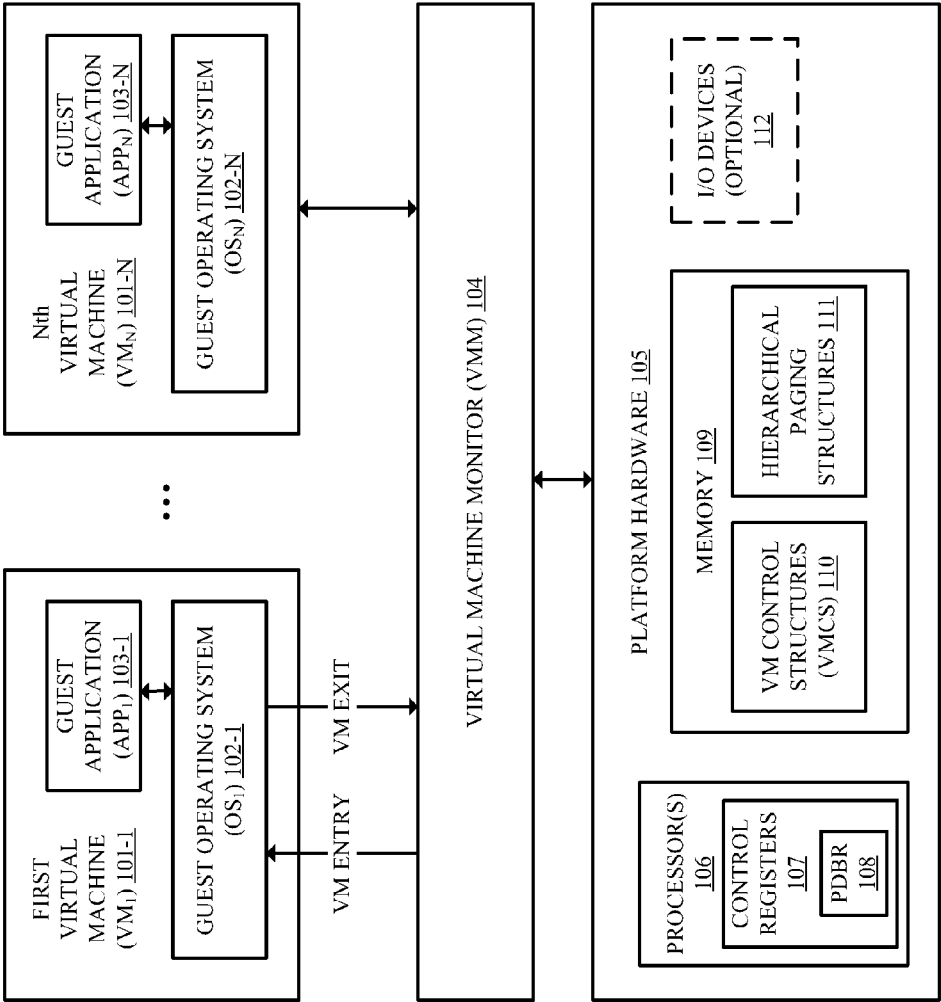 FIRST
VIRTUAL
MACHINE
(VM1) 101-1
GUEST
APPLICATION
(APP1) 103-1
GUEST OPERATING SYSTEM
(OS1) 102-1
...
Nth
VIRTUAL
MACHINE
(VMN) 101-N
GUEST
APPLICATION
(APPN) 103-N
GUEST OPERATING SYSTEM
(OSN) 102-N
VM ENTRY
VM EXIT
VIRTUAL MACHINE MONITOR (VMM) 104
PLATFORM HARDWARE 105
PROCESSOR(S)
106
CONTROL
REGISTERS
107
PDBR
108
MEMORY 109
VM CONTROL
STRUCTURES
(VMCS) 110
HIERARCHICAL
PAGING
STRUCTURES 111
I/O DEVICES
(OPTIONAL)
112